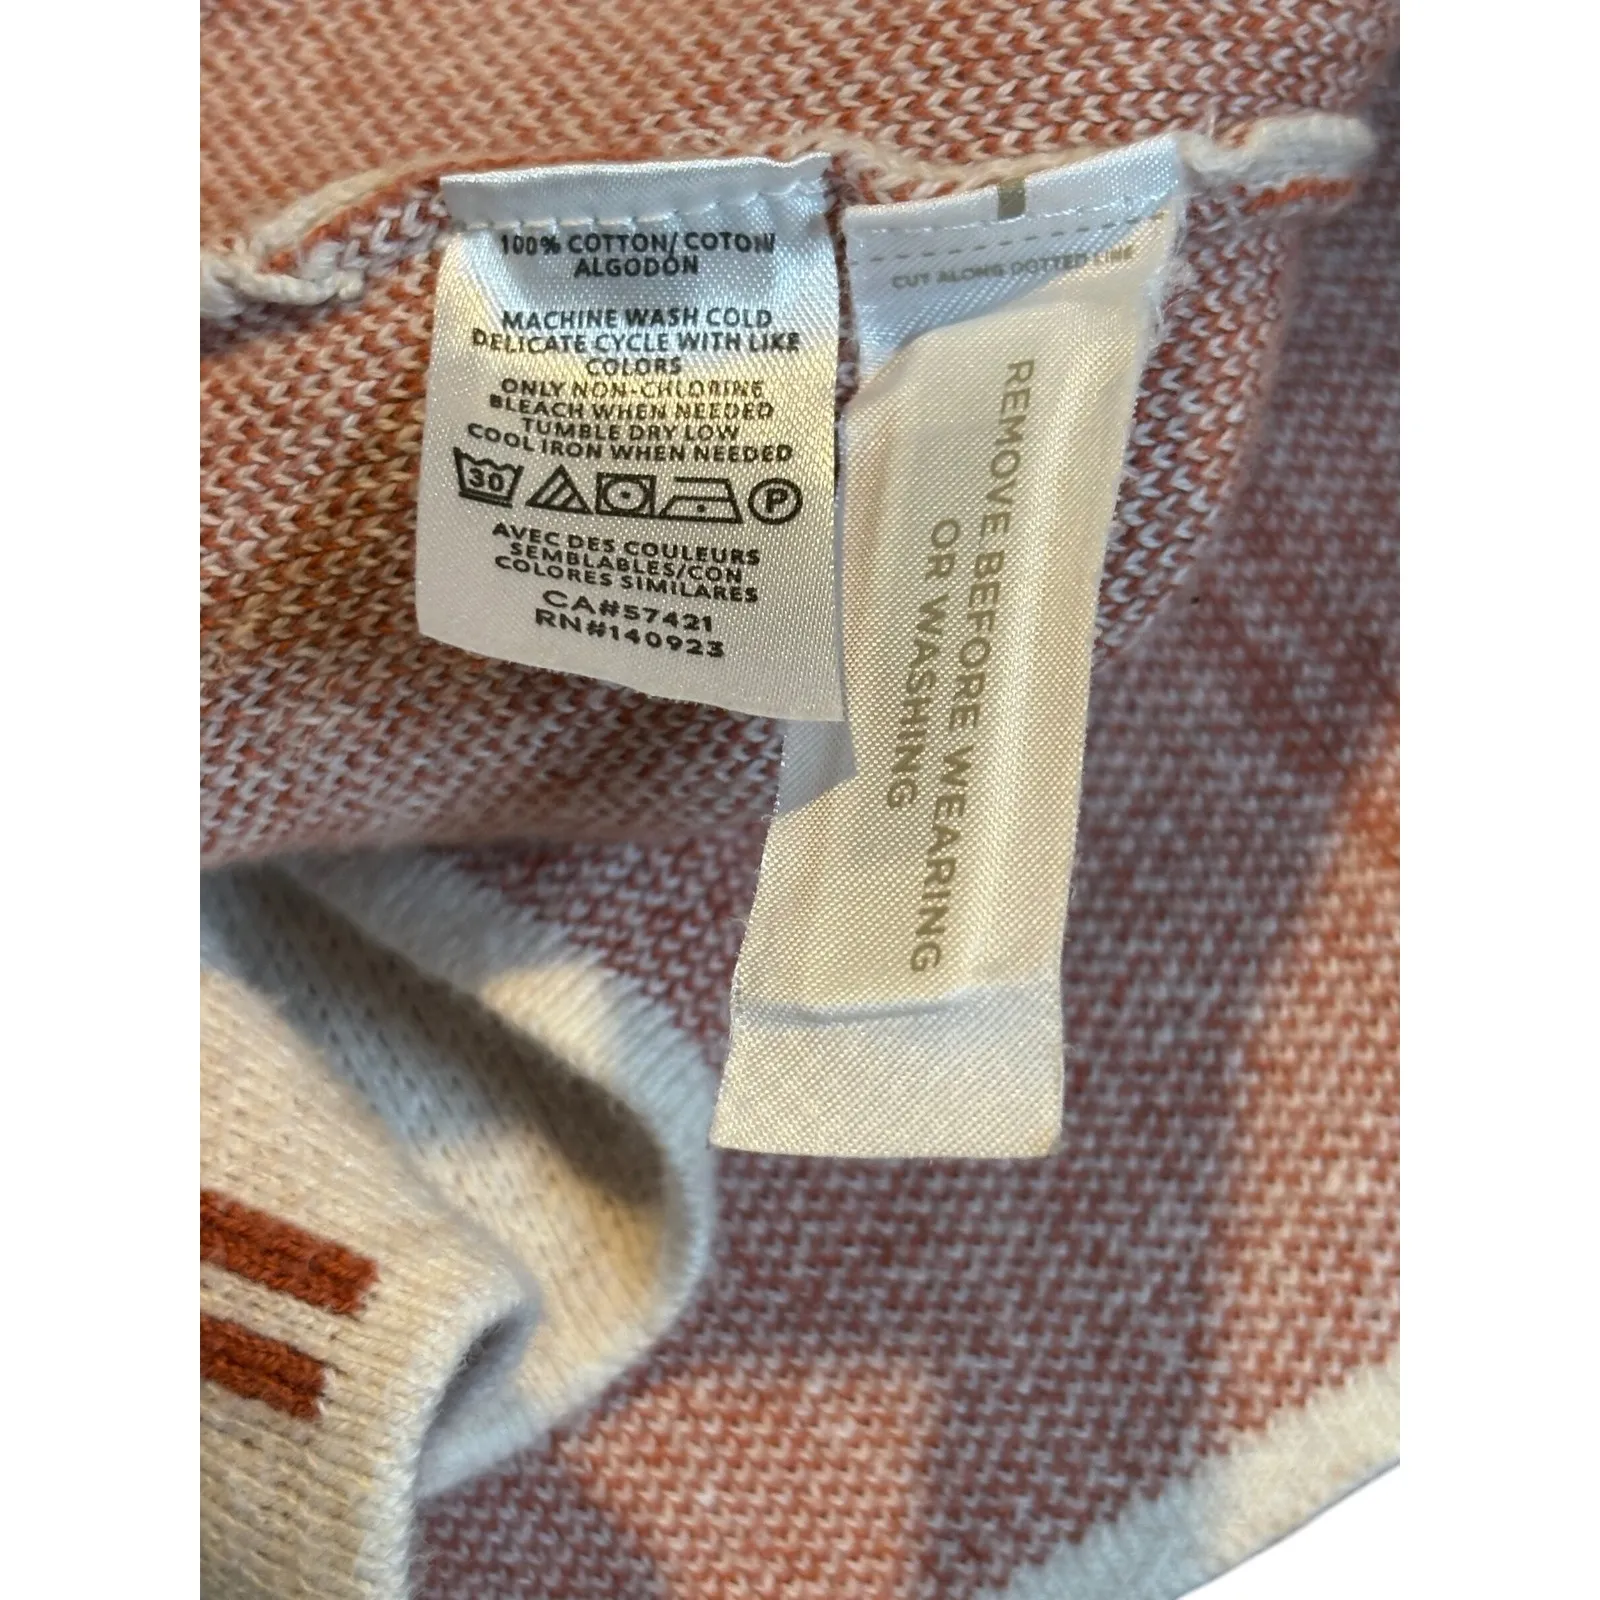 100% COTTON/COTON/
ALGODÓN
MACHINE WASH COLD
DELICATE CYCLE WITH LIKE
COLORS
ONLY NON-CHLORINE
BLEACH WHEN NEEDED
TUMBLE DRY LOW
COOL IRON WHEN NEEDED
30 P
AVEC DES COULEURS
SEMBLABLES/CON
COLORES SIMILARES
CA#57421
RN#140923
CUT ALONG DOTTED LINE
REMOVE BEFORE WEARING
OR WASHING